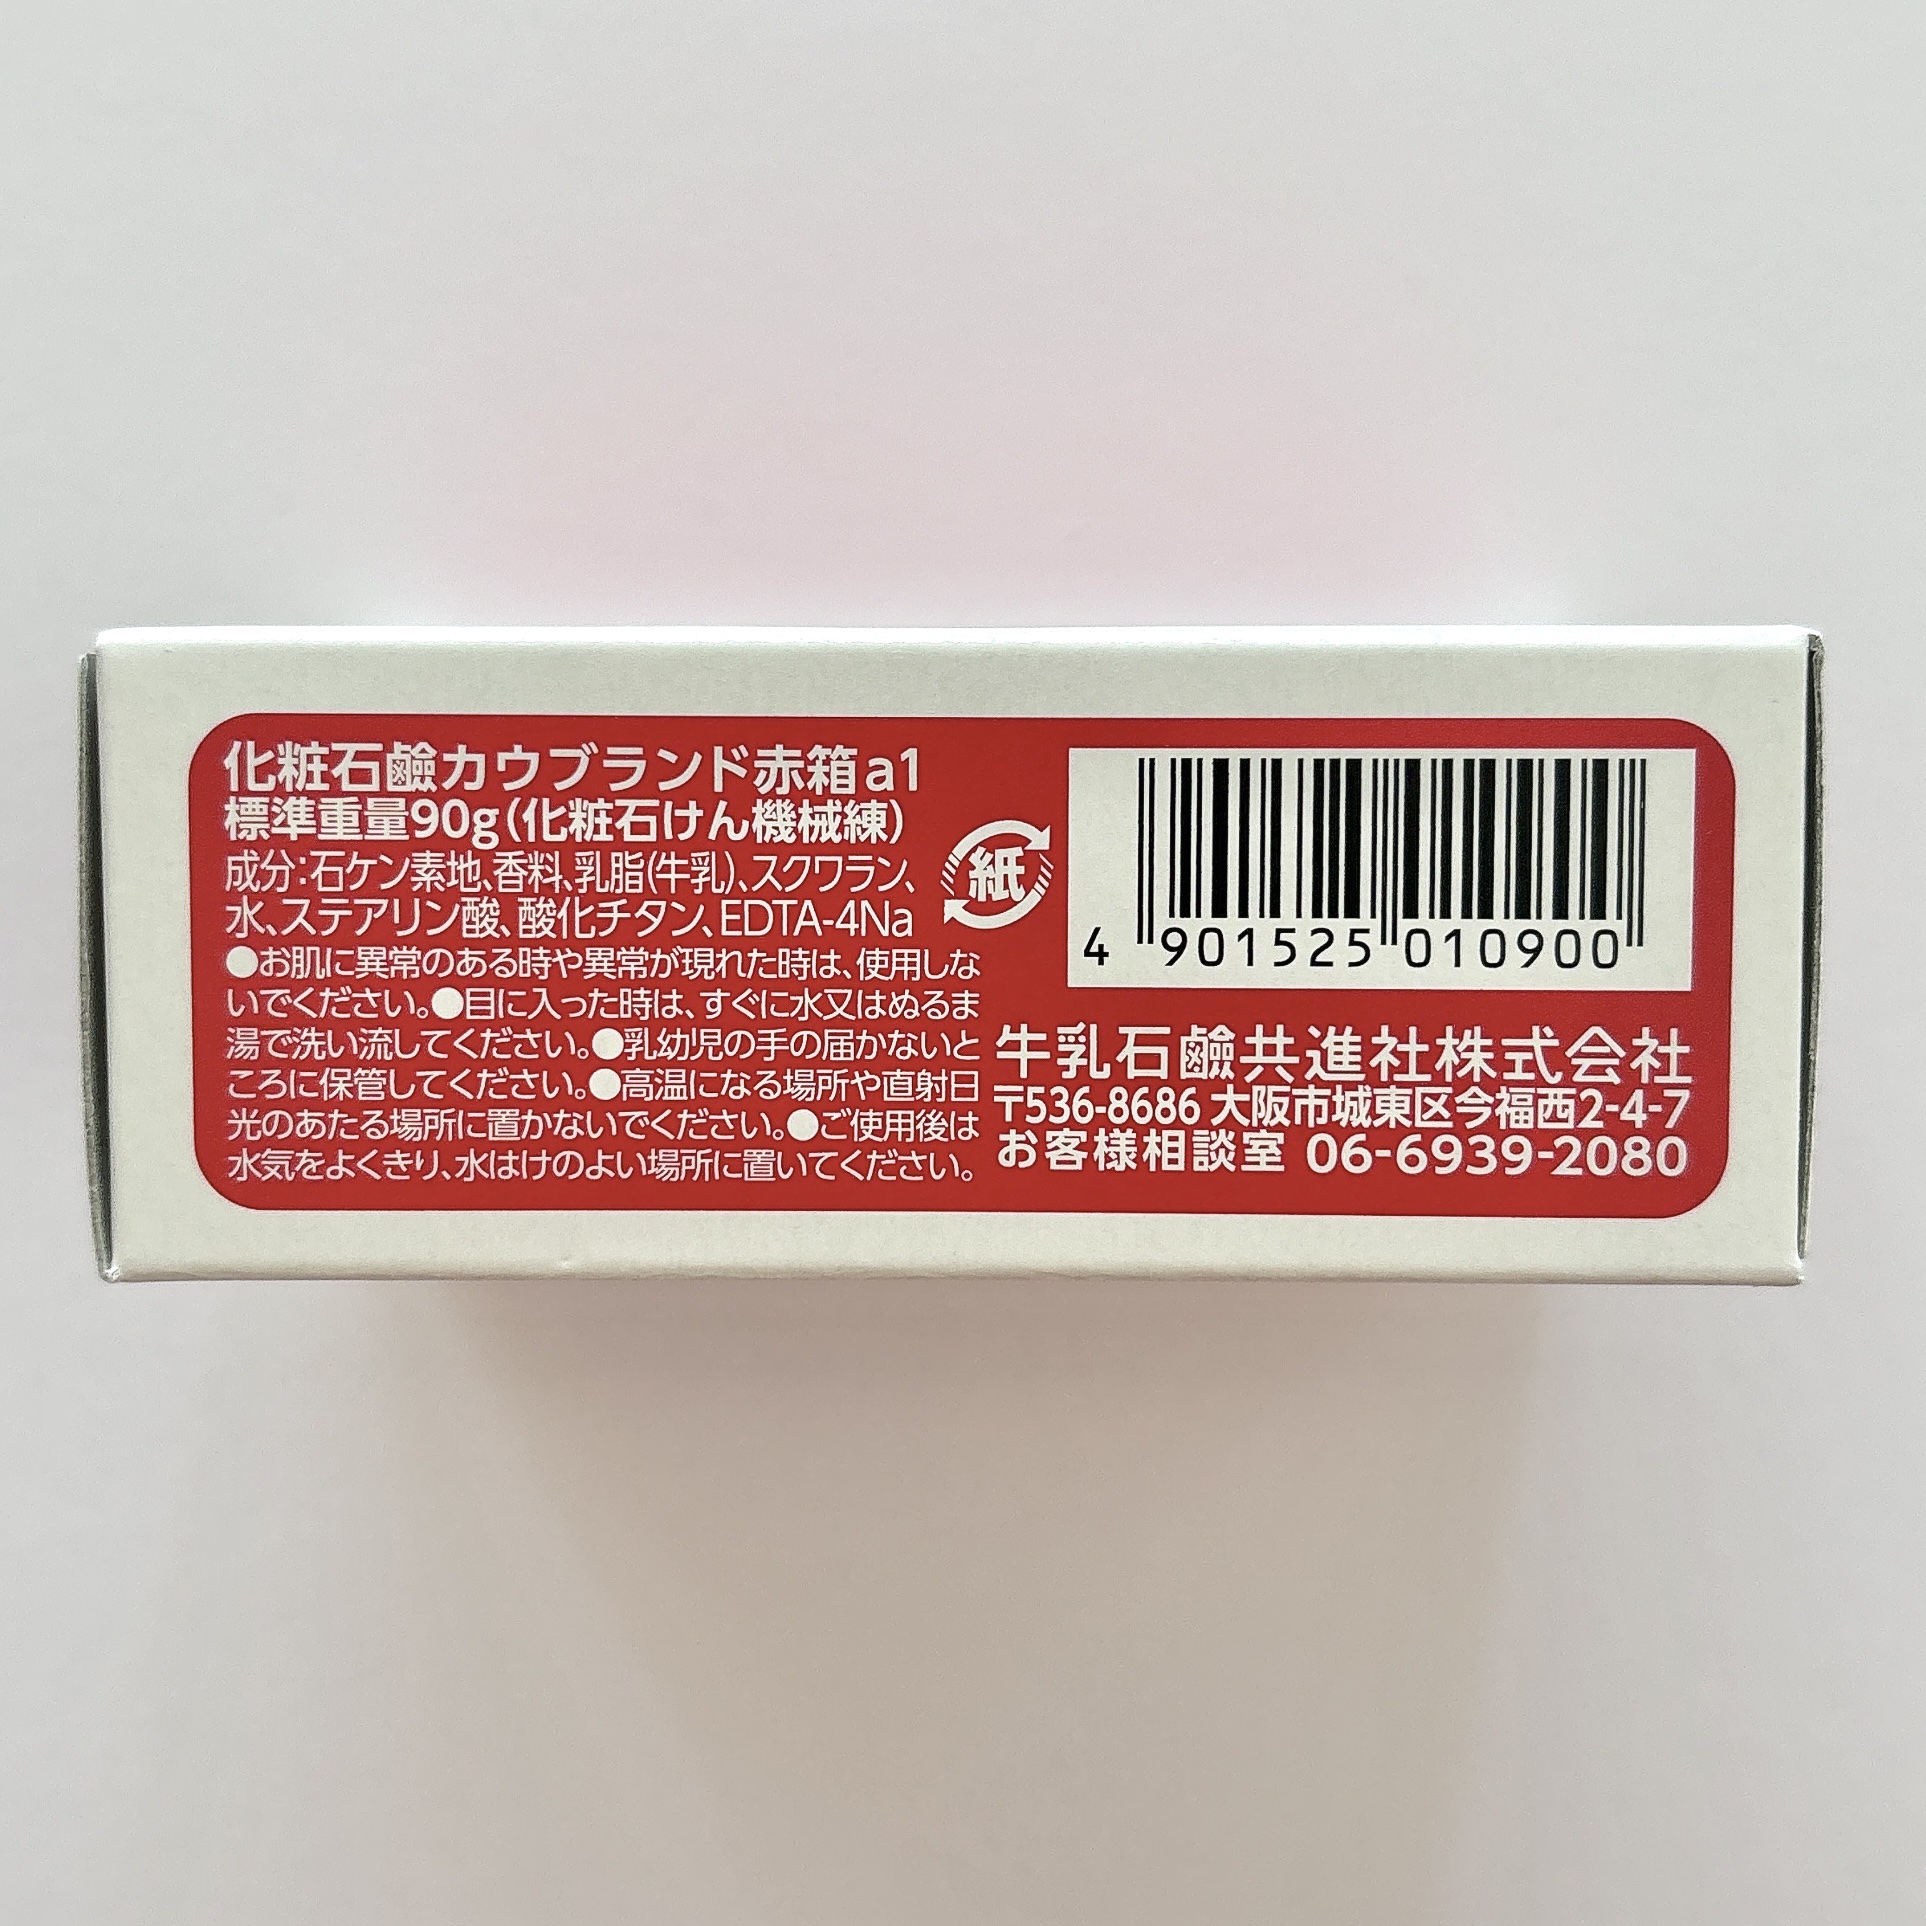 化粧石鹼カウブランド赤箱a1
標準重量90g(化粧石けん機械練)
成分:石ケン素地、香料、乳脂(牛乳)、スクワラン、
水、ステアリン酸、酸化チタン、EDTA-4Na
●お肌に異常のある時や異常が現れた時は、使用しな
いでください。●目に入った時は、すぐに水又はぬるま
湯で洗い流してください。●乳幼児の手の届かないと
ころに保管してください。●高温になる場所や直射日
光のあたる場所に置かないでください。●ご使用後は
水気をよくきり、水はけのよい場所に置いてください。
紙
4 901525 010900
牛乳石鹼共進社株式会社
〒536-8686 大阪市城東区今福西2-4-7
お客様相談室 06-6939-2080